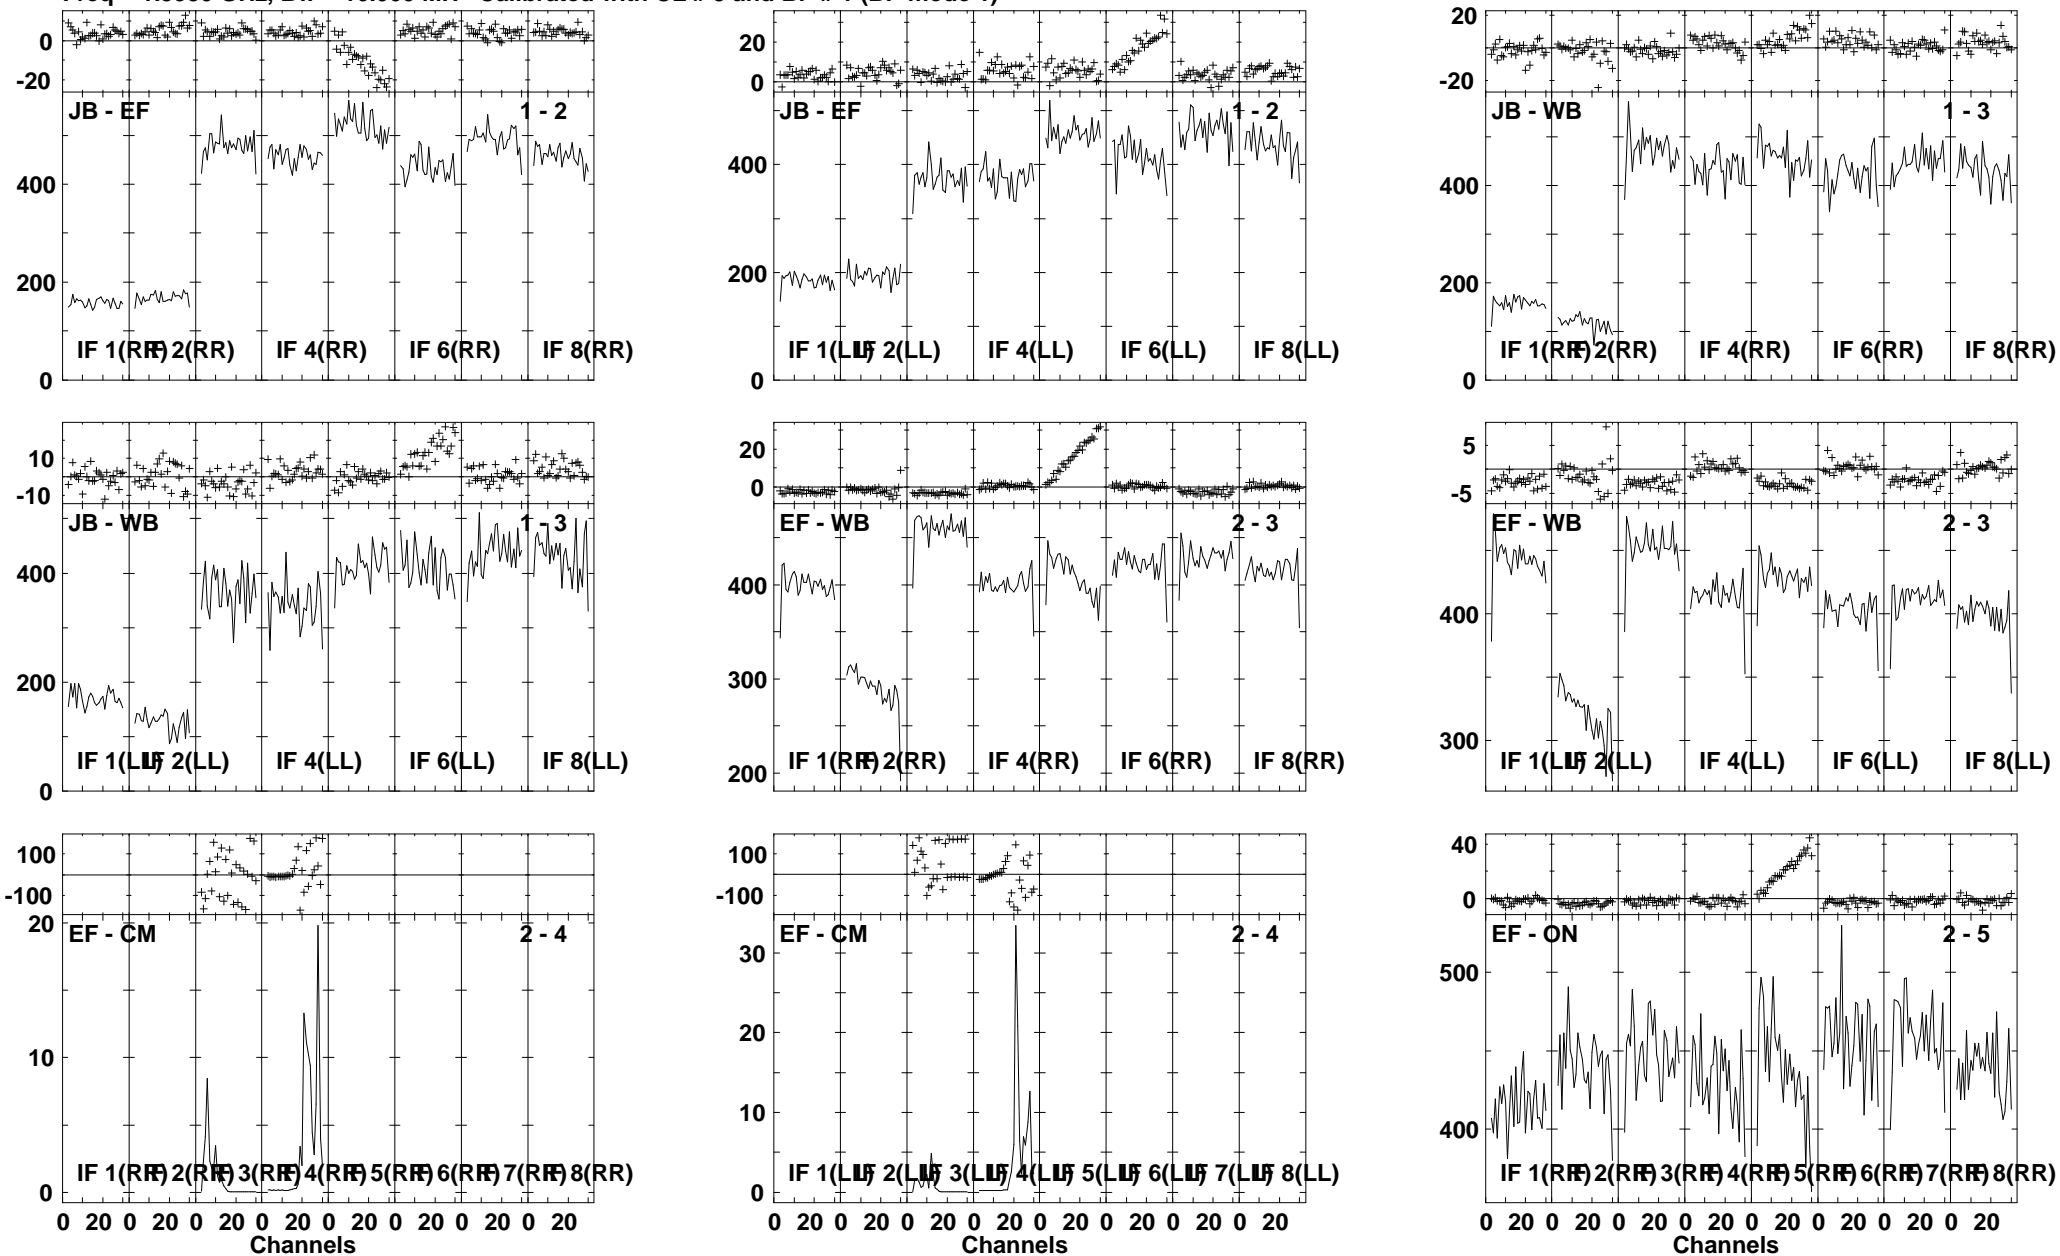 0
-20
JB - EF 1 - 2
400
200
0
IF 1(RR) IF 2(RR) IF 4(RR) IF 6(RR) IF 8(RR)
20
0
JB - EF 1 - 2
400
200
0
IF 1(LL) IF 2(LL) IF 4(LL) IF 6(LL) IF 8(LL)
20
-20
JB - WB 1 - 3
400
200
0
IF 1(RR) IF 2(RR) IF 4(RR) IF 6(RR) IF 8(RR)
10
-10
JB - WB 1 - 3
400
200
0
IF 1(LL) IF 2(LL) IF 4(LL) IF 6(LL) IF 8(LL)
20
0
EF - WB 2 - 3
400
300
200
IF 1(RR) IF 2(RR) IF 4(RR) IF 6(RR) IF 8(RR)
5
-5
EF - WB 2 - 3
400
300
IF 1(LL) IF 2(LL) IF 4(LL) IF 6(LL) IF 8(LL)
100
-100
EF - CM 2 - 4
20
10
0
IF 1(RR) IF 2(RR) IF 3(RR) IF 4(RR) IF 5(RR) IF 6(RR) IF 7(RR) IF 8(RR)
0 20 0 20 0 20 0 20 0 20 0 20 0 20 0 20
Channels
100
-100
EF - CM 2 - 4
30
20
10
0
IF 1(LL) IF 2(LL) IF 3(LL) IF 4(LL) IF 5(LL) IF 6(LL) IF 7(LL) IF 8(LL)
0 20 0 20 0 20 0 20 0 20 0 20 0 20 0 20
Channels
40
0
EF - ON 2 - 5
500
400
IF 1(RR) IF 2(RR) IF 3(RR) IF 4(RR) IF 5(RR) IF 6(RR) IF 7(RR) IF 8(RR)
0 20 0 20 0 20 0 20 0 20 0 20 0 20 0 20
Channels